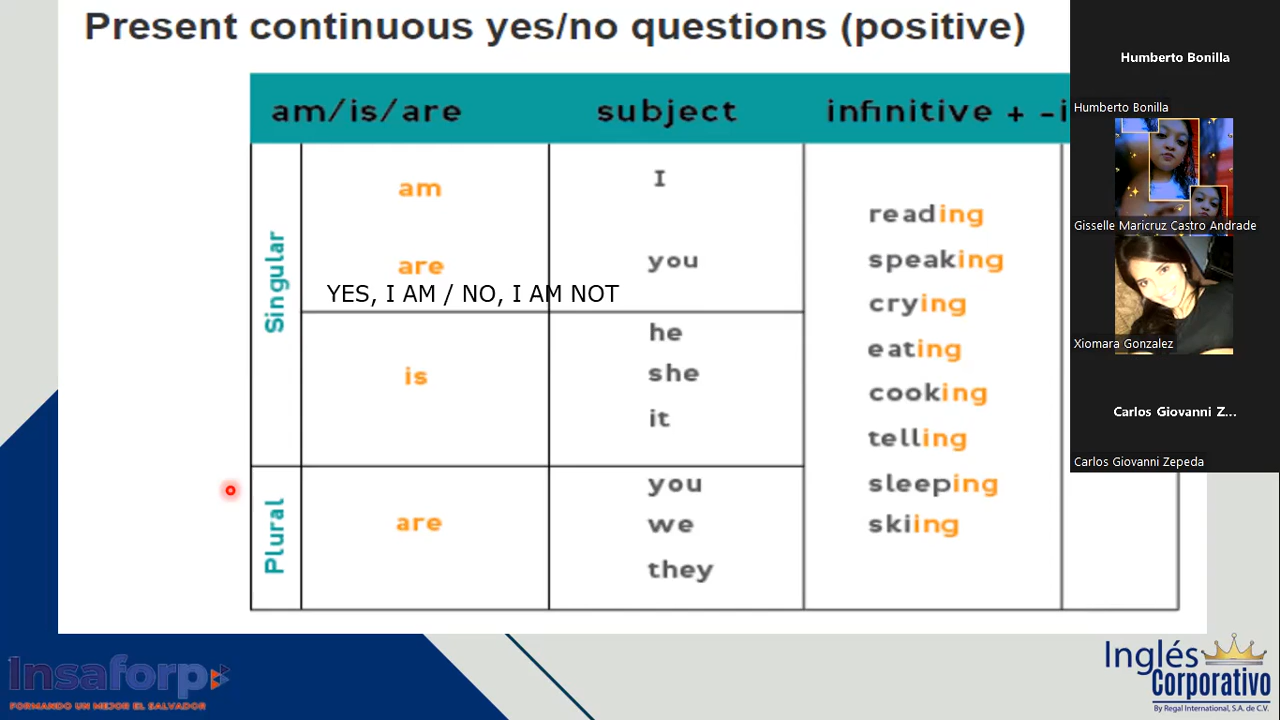 Present continuous yes/no questions (positive)
am/is/are subject infinitive + -i
Singular
am I
are you
YES, I AM / NO, I AM NOT
is
he
she
it
Plural
are
you
we
they
reading
speaking
crying
eating
cooking
telling
sleeping
skiing
Humberto Bonilla
Humberto Bonilla
Gisselle Maricruz Castro Andrade
Xiomara Gonzalez
Carlos Giovanni Z...
Carlos Giovanni Zepeda
Insaforp
FORMANDO UN MEJOR EL SALVADOR
Inglés
Corporativo
By Regal International, S.A. de C.V.